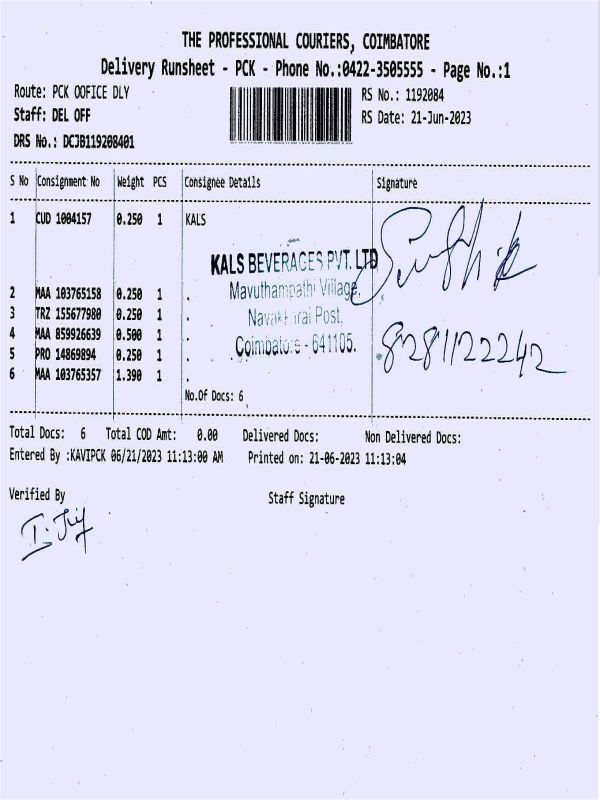 THE PROFESSIONAL COURIERS, COIMBATORE
Delivery Runsheet - PCK - Phone No.:0422-3505555 - Page No.:1
Route: PCK OOFICE DLY
RS No.: 1192084
Staff: DEL OFF
RS Date: 21-Jun-2023
DRS No.: DCJB119208401
S No Consignment No Weight PCS Consignee Details Signature
1 CUD 1004157 0.250 1 KALS
KALS BEVERAGES PVT. LTD
Mavuthampathi Village,
2 MAA 103765158 0.250 1 .
3 TRZ 155677980 0.250 1 .
Post,
4 MAA 859926639 0.500 1 .
Coimbatore - 641105.
5 PRO 14869894 0.250 1 .
8281122242
6 MAA 103765357 1.390 1 .
No.Of Docs: 6
Total Docs: 6 Total COD Amt: 0.00 Delivered Docs: Non Delivered Docs:
Entered By :KAVIPCK 06/21/2023 11:13:00 AM Printed on: 21-06-2023 11:13:04
Verified By Staff Signature